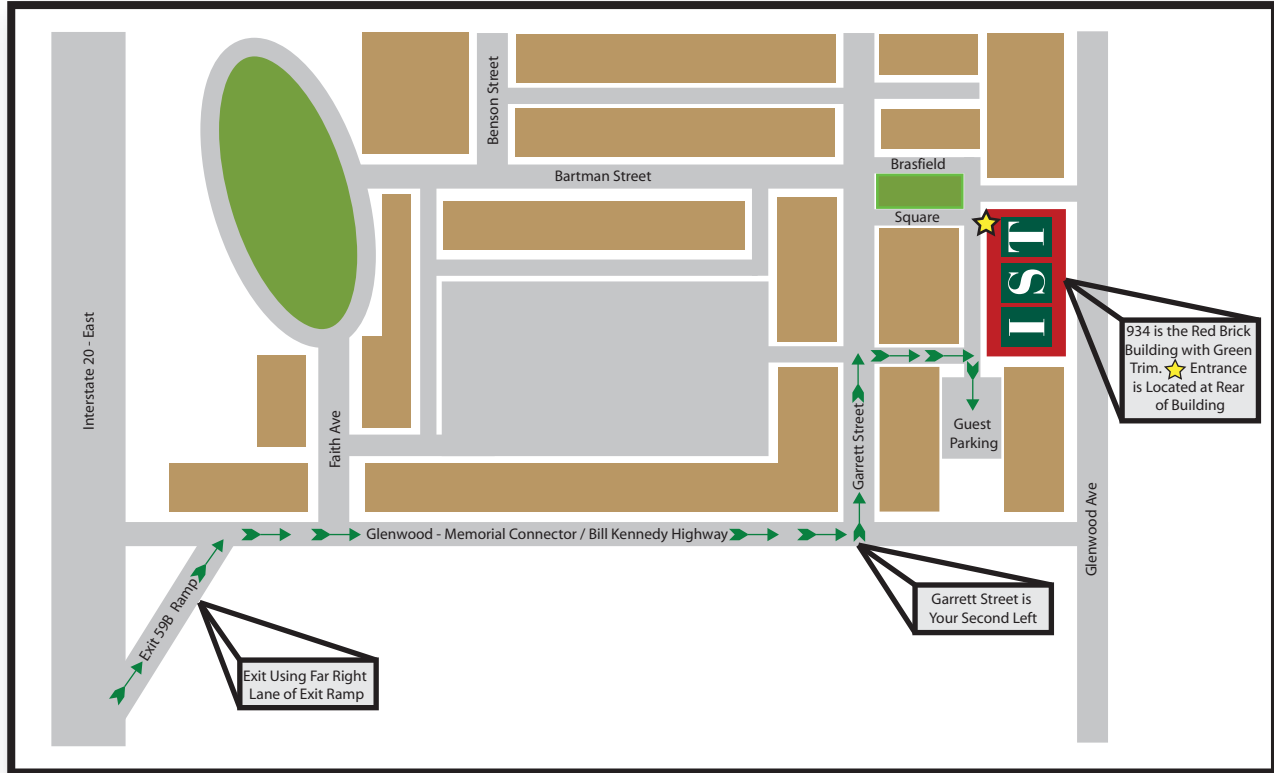 Benson Street
Brasfield
Bartman Street
Square
IST
Interstate 20 - East
934 is the Red Brick
Building with Green
Trim. Entrance
is Located at Rear
of Building
Faith Ave
Garrett Street
Guest
Parking
Glenwood - Memorial Connector / Bill Kennedy Highway
Glenwood Ave
Exit 59B Ramp
Garrett Street is
Your Second Left
Exit Using Far Right
Lane of Exit Ramp